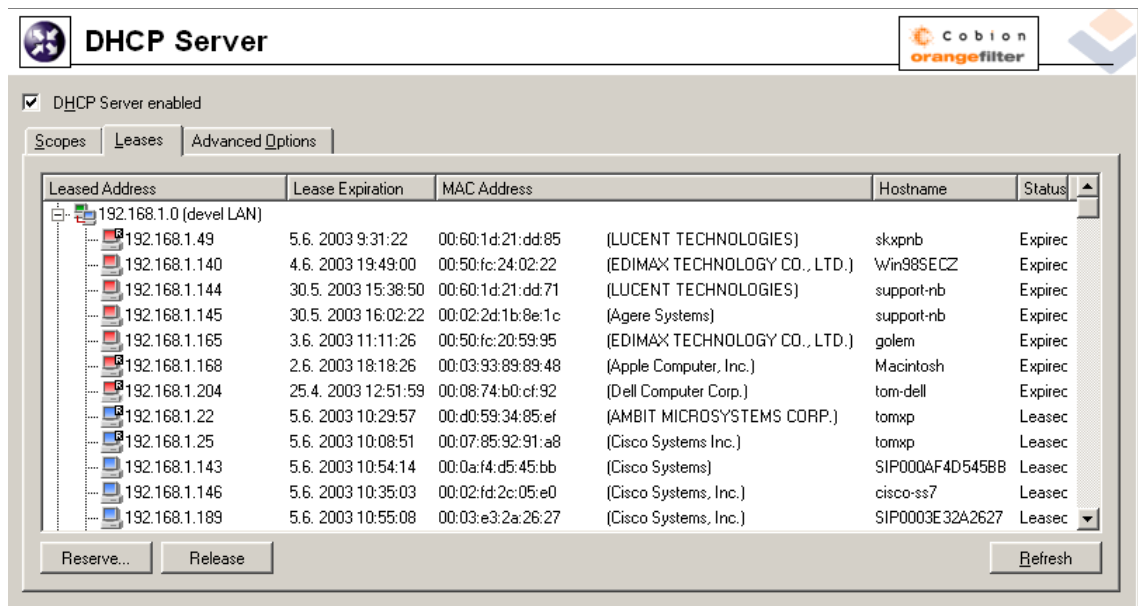 DHCP Server
Cobion
orangefilter
DHCP Server enabled
Scopes Leases Advanced Options
Leased Address Lease Expiration MAC Address Hostname Status
192.168.1.0 (devel LAN)
R 192.168.1.49 5.6. 2003 9:31:22 00:60:1d:21:dd:85 (LUCENT TECHNOLOGIES) skxpnb Expirec
192.168.1.140 4.6. 2003 19:49:00 00:50:fc:24:02:22 (EDIMAX TECHNOLOGY CO., LTD.) Win98SECZ Expirec
192.168.1.144 30.5. 2003 15:38:50 00:60:1d:21:dd:71 (LUCENT TECHNOLOGIES) support-nb Expirec
192.168.1.145 30.5. 2003 16:02:22 00:02:2d:1b:8e:1c (Agere Systems) support-nb Expirec
192.168.1.165 3.6. 2003 11:11:26 00:50:fc:20:59:95 (EDIMAX TECHNOLOGY CO., LTD.) golem Expirec
R 192.168.1.168 2.6. 2003 18:18:26 00:03:93:89:89:48 (Apple Computer, Inc.) Macintosh Expirec
R 192.168.1.204 25.4. 2003 12:51:59 00:08:74:b0:cf:92 (Dell Computer Corp.) tom-dell Expirec
R 192.168.1.22 5.6. 2003 10:29:57 00:d0:59:34:85:ef (AMBIT MICROSYSTEMS CORP.) tomxp Leasec
R 192.168.1.25 5.6. 2003 10:08:51 00:07:85:92:91:a8 (Cisco Systems Inc.) tomxp Leasec
192.168.1.143 5.6. 2003 10:54:14 00:0a:f4:d5:45:bb (Cisco Systems) SIP000AF4D545BB Leasec
192.168.1.146 5.6. 2003 10:35:03 00:02:fd:2c:05:e0 (Cisco Systems, Inc.) cisco-ss7 Leasec
192.168.1.189 5.6. 2003 10:55:08 00:03:e3:2a:26:27 (Cisco Systems, Inc.) SIP0003E32A2627 Leasec
Reserve... Release Refresh